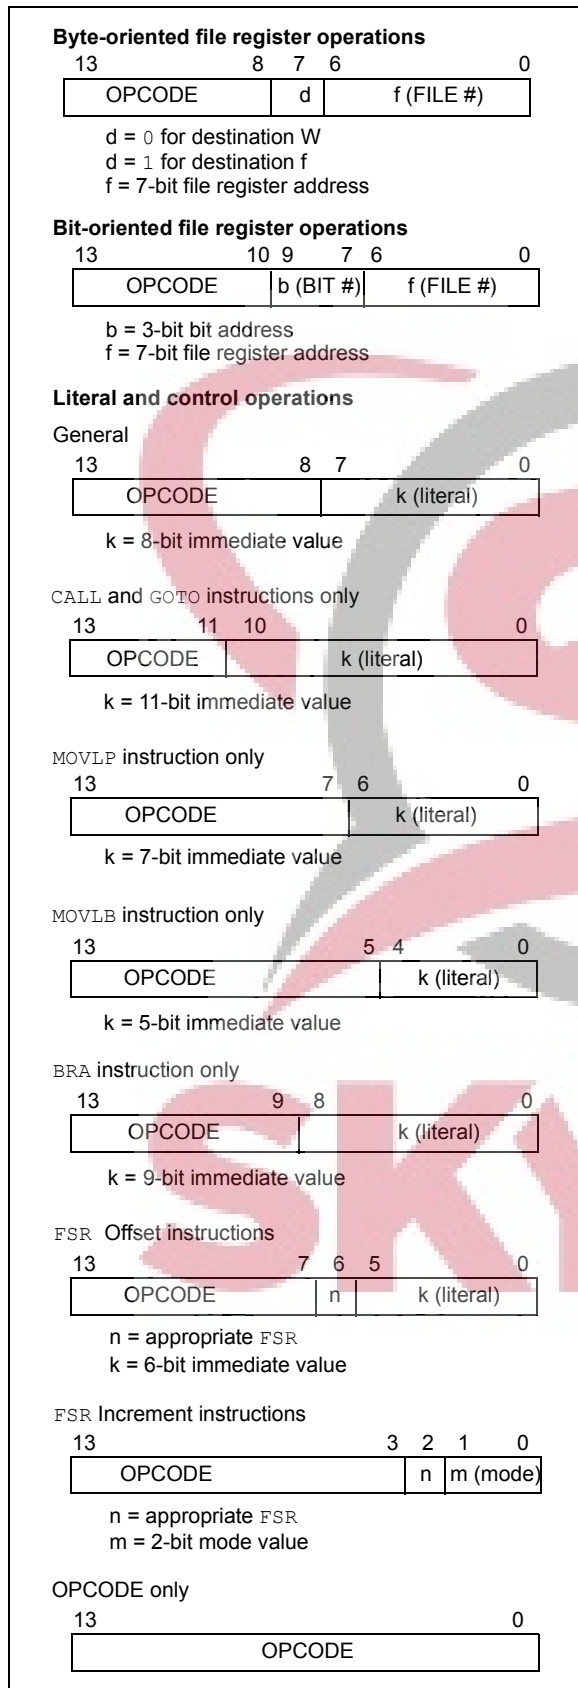 Byte-oriented file register operations
13 8 7 6 0
OPCODE d f (FILE #)
d = 0 for destination W
d = 1 for destination f
f = 7-bit file register address
Bit-oriented file register operations
13 10 9 7 6 0
OPCODE b (BIT #) f (FILE #)
b = 3-bit bit address
f = 7-bit file register address
Literal and control operations
General
13 8 7 0
OPCODE k (literal)
k = 8-bit immediate value
CALL and GOTO instructions only
13 11 10 0
OPCODE k (literal)
k = 11-bit immediate value
MOVLP instruction only
13 7 6 0
OPCODE k (literal)
k = 7-bit immediate value
MOVLB instruction only
13 5 4 0
OPCODE k (literal)
k = 5-bit immediate value
BRA instruction only
13 9 8 0
OPCODE k (literal)
k = 9-bit immediate value
FSR Offset instructions
13 7 6 5 0
OPCODE n k (literal)
n = appropriate FSR
k = 6-bit immediate value
FSR Increment instructions
13 3 2 1 0
OPCODE n m (mode)
n = appropriate FSR
m = 2-bit mode value
OPCODE only
13 0
OPCODE